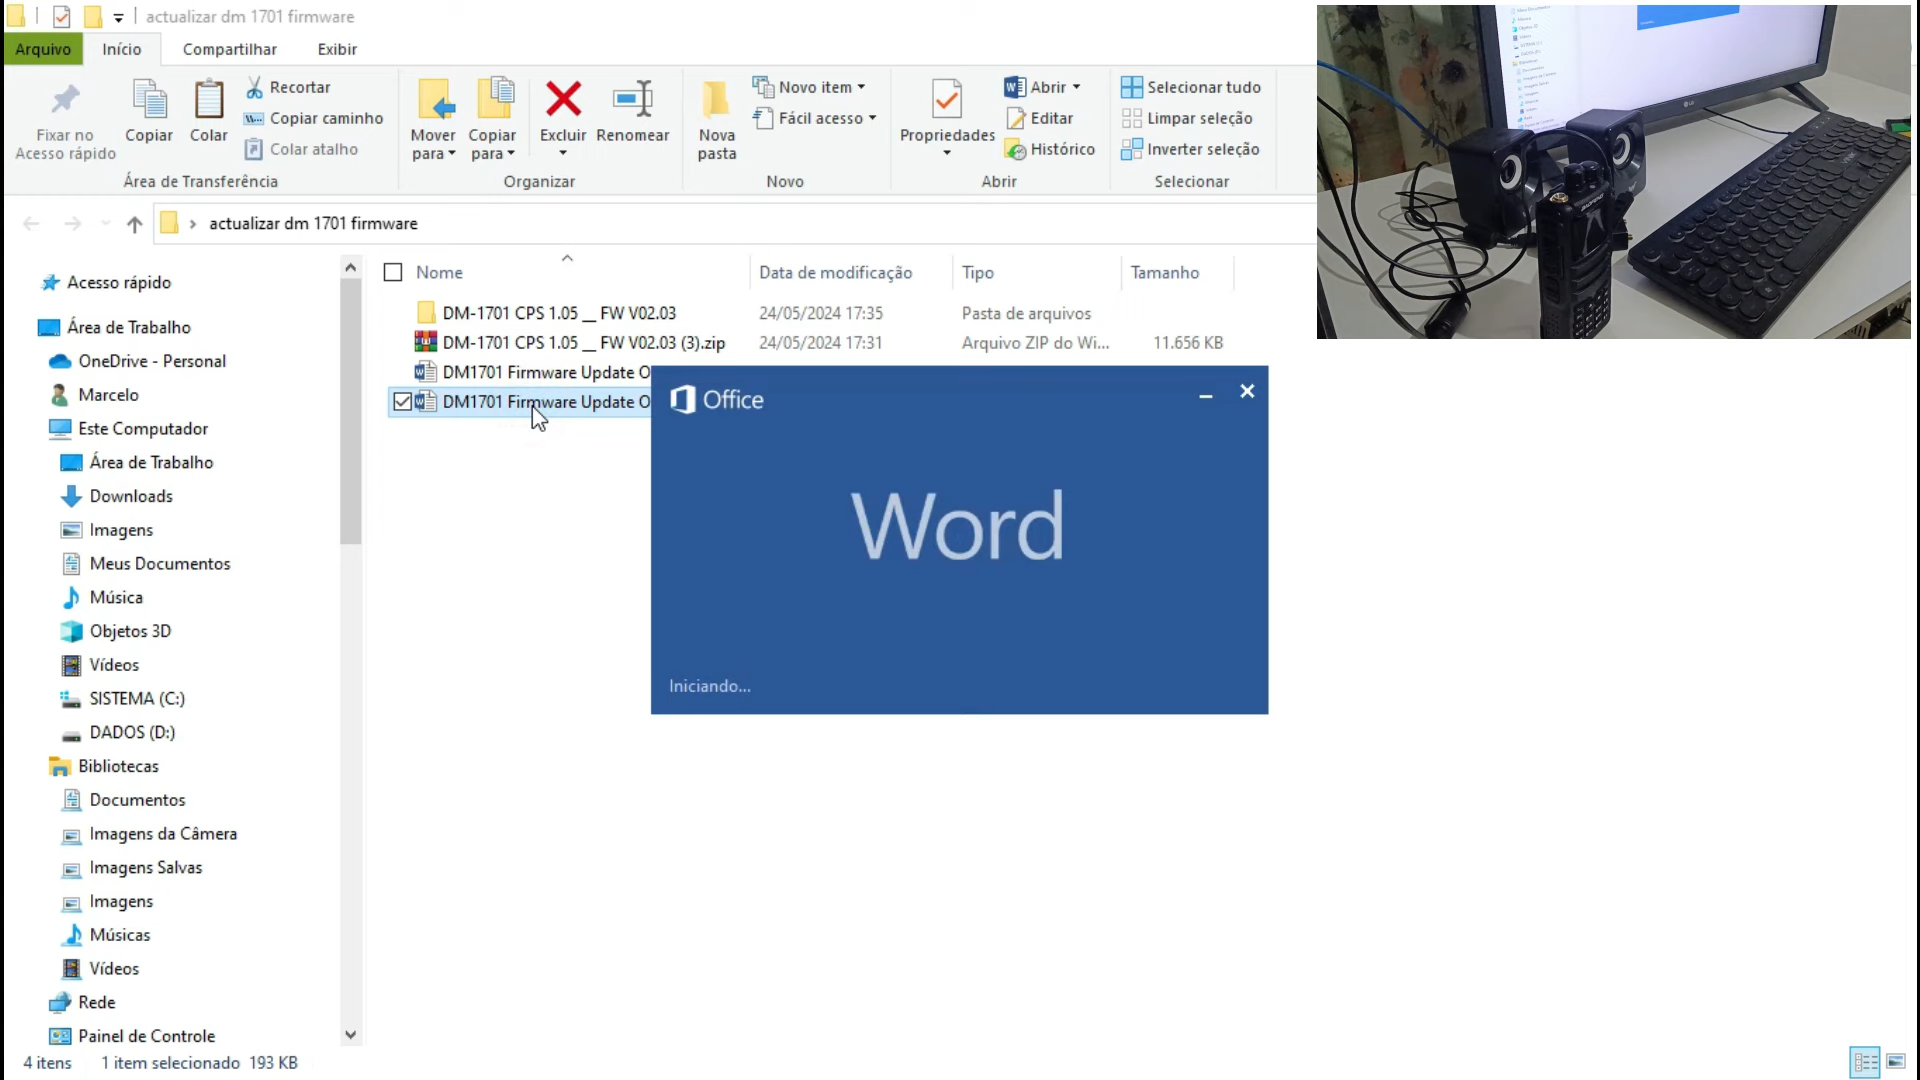 actualizar dm 1701 firmware
Arquivo
Início
Compartilhar
Exibir
Fixar no
Acesso rápido
Copiar
Colar
Recortar
Copiar caminho
Colar atalho
Área de Transferência
Mover
para
Copiar
para
Excluir
Renomear
Organizar
Nova
pasta
Novo item
Fácil acesso
Novo
Propriedades
Abrir
Editar
Histórico
Abrir
Selecionar tudo
Limpar seleção
Inverter seleção
Selecionar
actualizar dm 1701 firmware
Nome
Data de modificação
Tipo
Tamanho
DM-1701 CPS 1.05 __ FW V02.03
24/05/2024 17:35
Pasta de arquivos
DM-1701 CPS 1.05 __ FW V02.03 (3).zip
24/05/2024 17:31
Arquivo ZIP do Wi...
11.656 KB
DM1701 Firmware Update O
DM1701 Firmware Update O
Office
Word
Iniciando...
Acesso rápido
Área de Trabalho
OneDrive - Personal
Marcelo
Este Computador
Área de Trabalho
Downloads
Imagens
Meus Documentos
Música
Objetos 3D
Vídeos
SISTEMA (C:)
DADOS (D:)
Bibliotecas
Documentos
Imagens da Câmera
Imagens Salvas
Imagens
Músicas
Vídeos
Rede
Painel de Controle
4 itens
1 item selecionado 193 KB
BAOFENG
LG